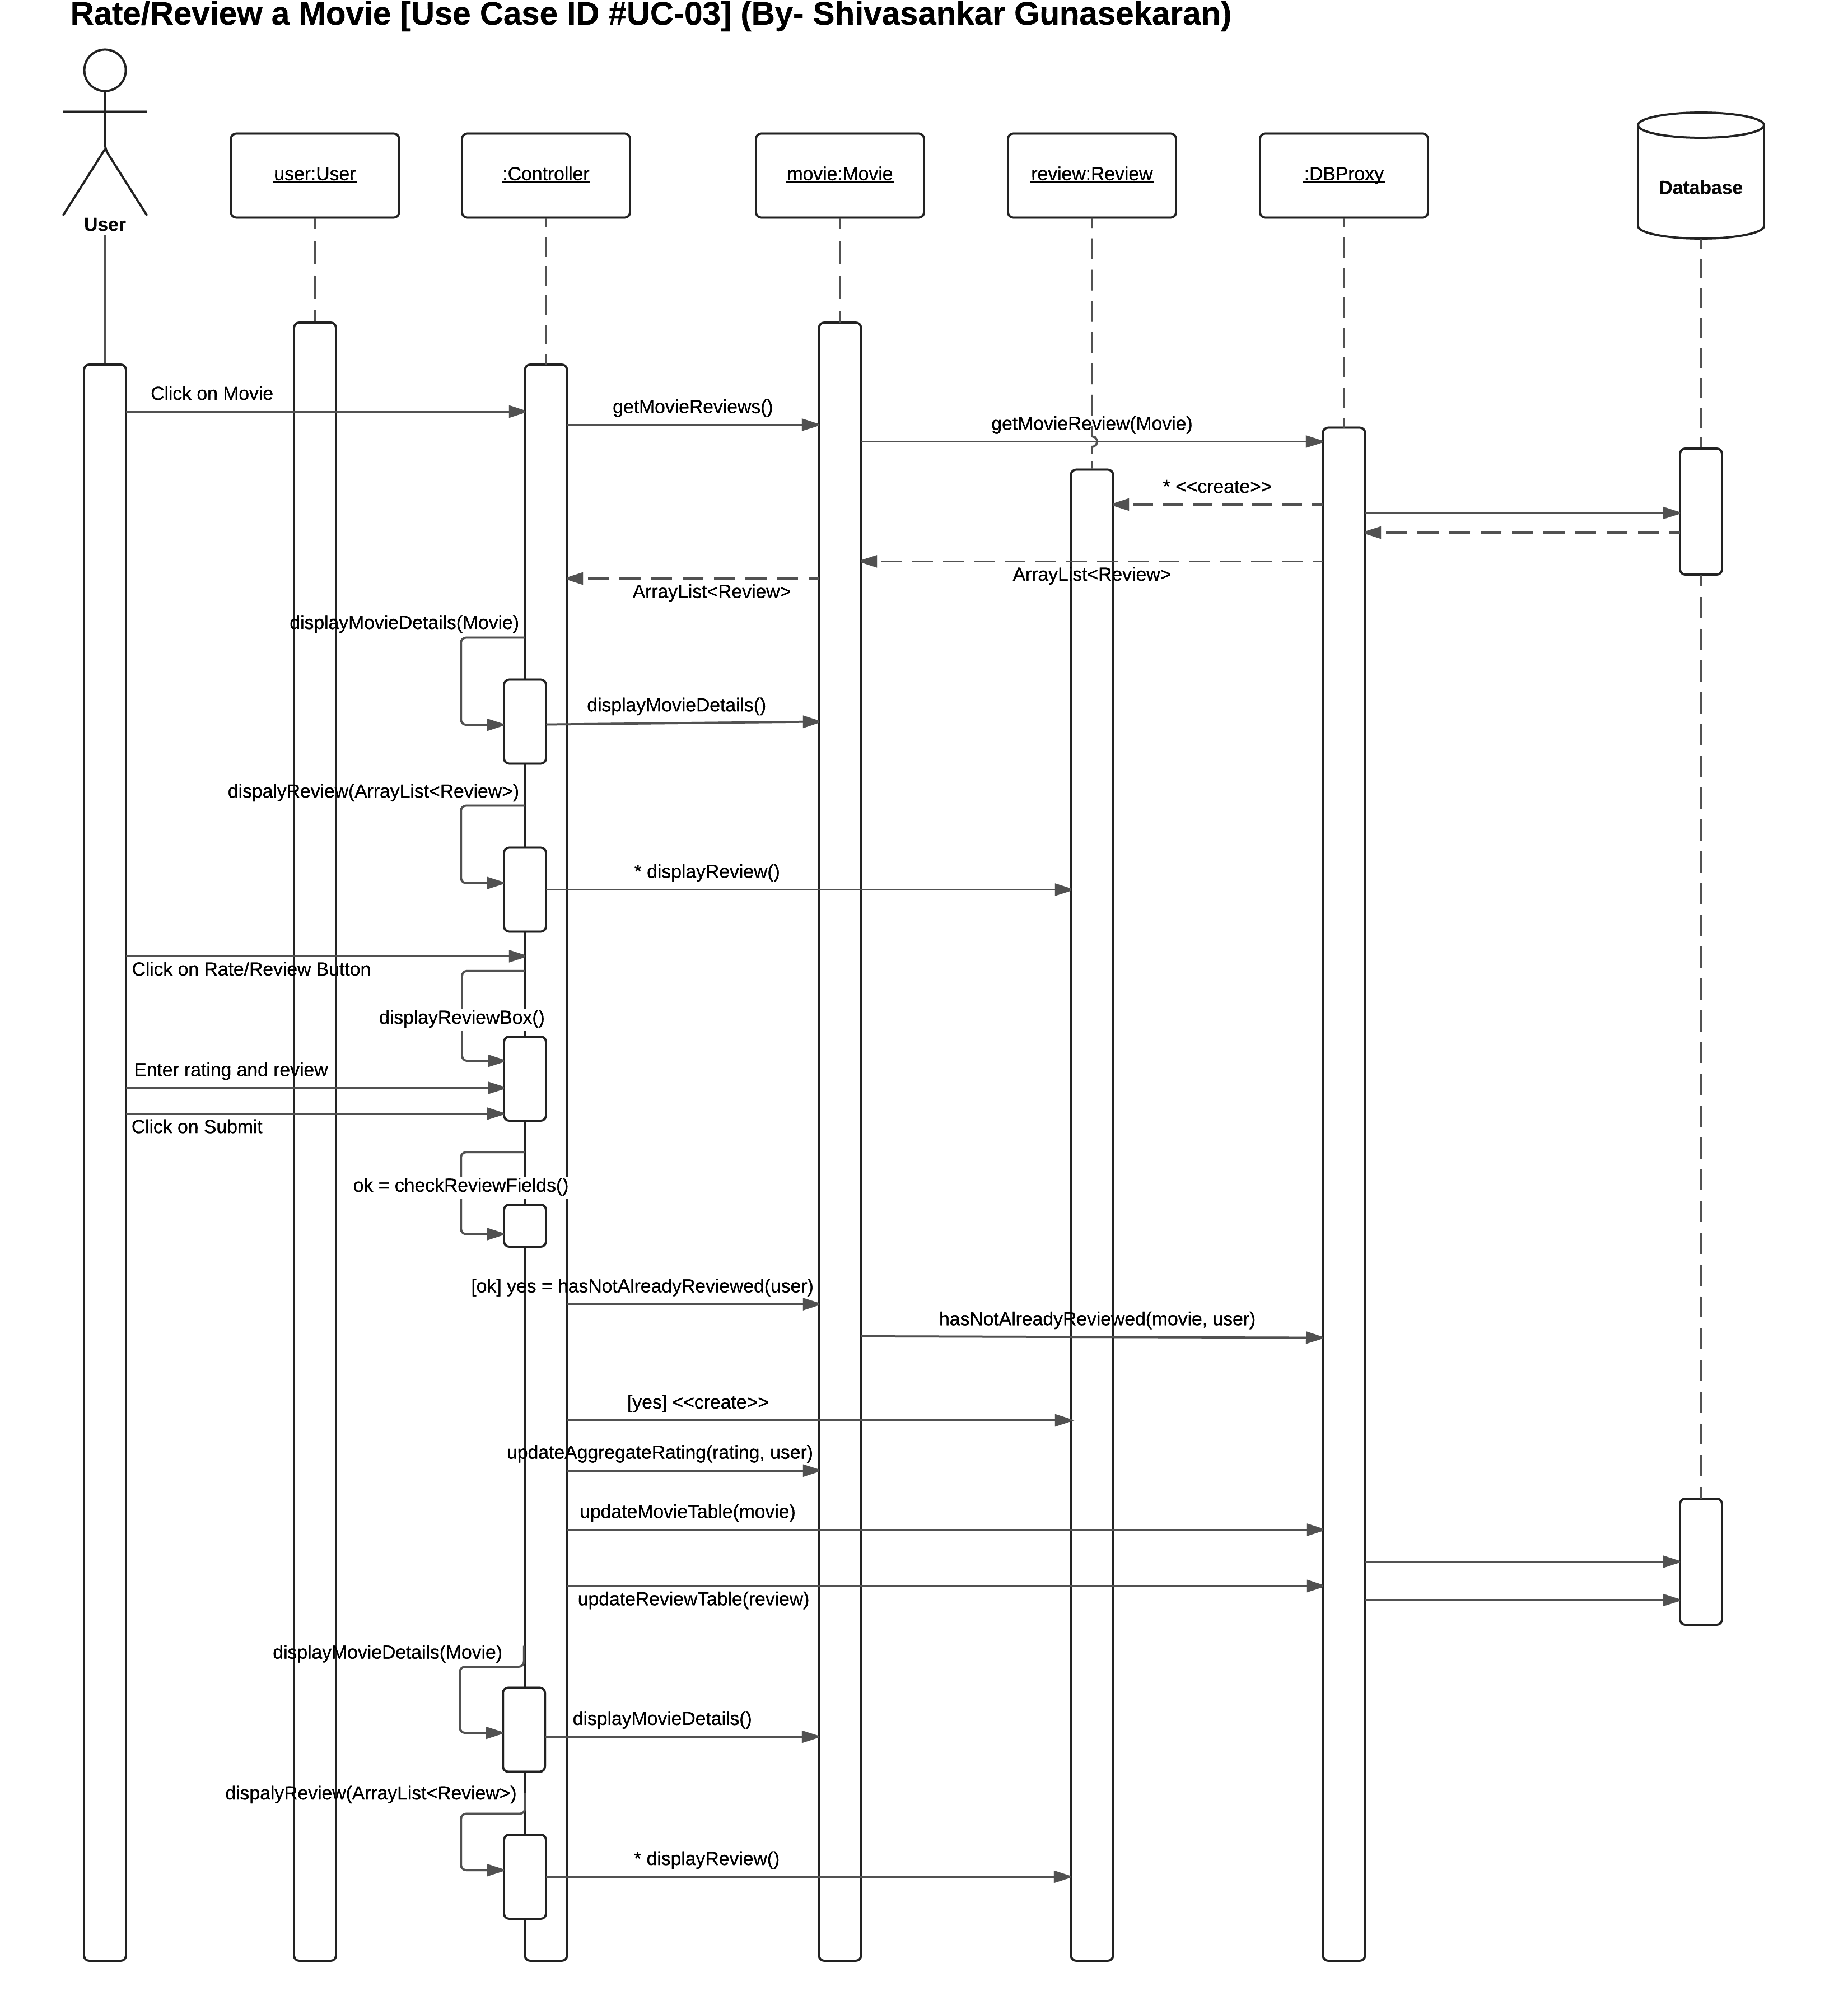 Rate/Review a Movie [Use Case ID #UC-03] (By- Shivasankar Gunasekaran)
User
user:User
:Controller
movie:Movie
review:Review
:DBProxy
Database
Click on Movie
getMovieReviews()
getMovieReview(Movie)
* <<create>>
ArrayList<Review>
ArrayList<Review>
displayMovieDetails(Movie)
displayMovieDetails()
dispalyReview(ArrayList<Review>)
* displayReview()
Click on Rate/Review Button
displayReviewBox()
Enter rating and review
Click on Submit
ok = checkReviewFields()
[ok] yes = hasNotAlreadyReviewed(user)
hasNotAlreadyReviewed(movie, user)
[yes] <<create>>
updateAggregateRating(rating, user)
updateMovieTable(movie)
updateReviewTable(review)
displayMovieDetails(Movie)
displayMovieDetails()
dispalyReview(ArrayList<Review>)
* displayReview()